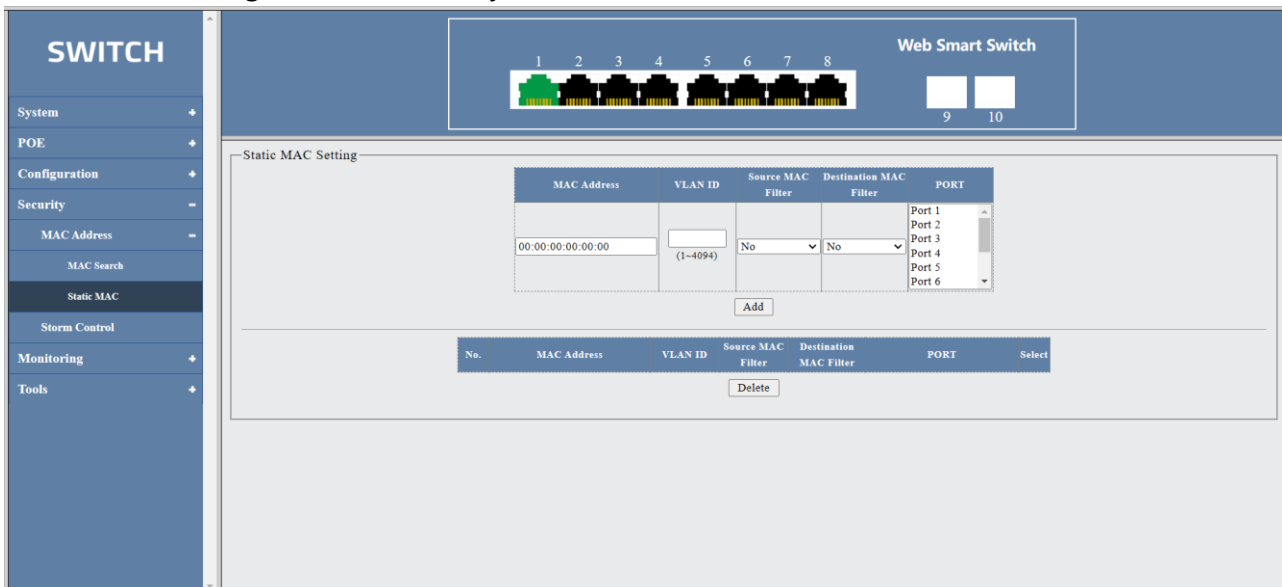 SWITCH
System
POE
Configuration
Security
MAC Address
MAC Search
Static MAC
Storm Control
Monitoring
Tools
Web Smart Switch
1 2 3 4 5 6 7 8
9 10
Static MAC Setting
MAC Address VLAN ID Source MAC Filter Destination MAC Filter PORT
00:00:00:00:00:00
(1~4094)
No
No
Port 1
Port 2
Port 3
Port 4
Port 5
Port 6
Add
No. MAC Address VLAN ID Source MAC Filter Destination MAC Filter PORT Select
Delete